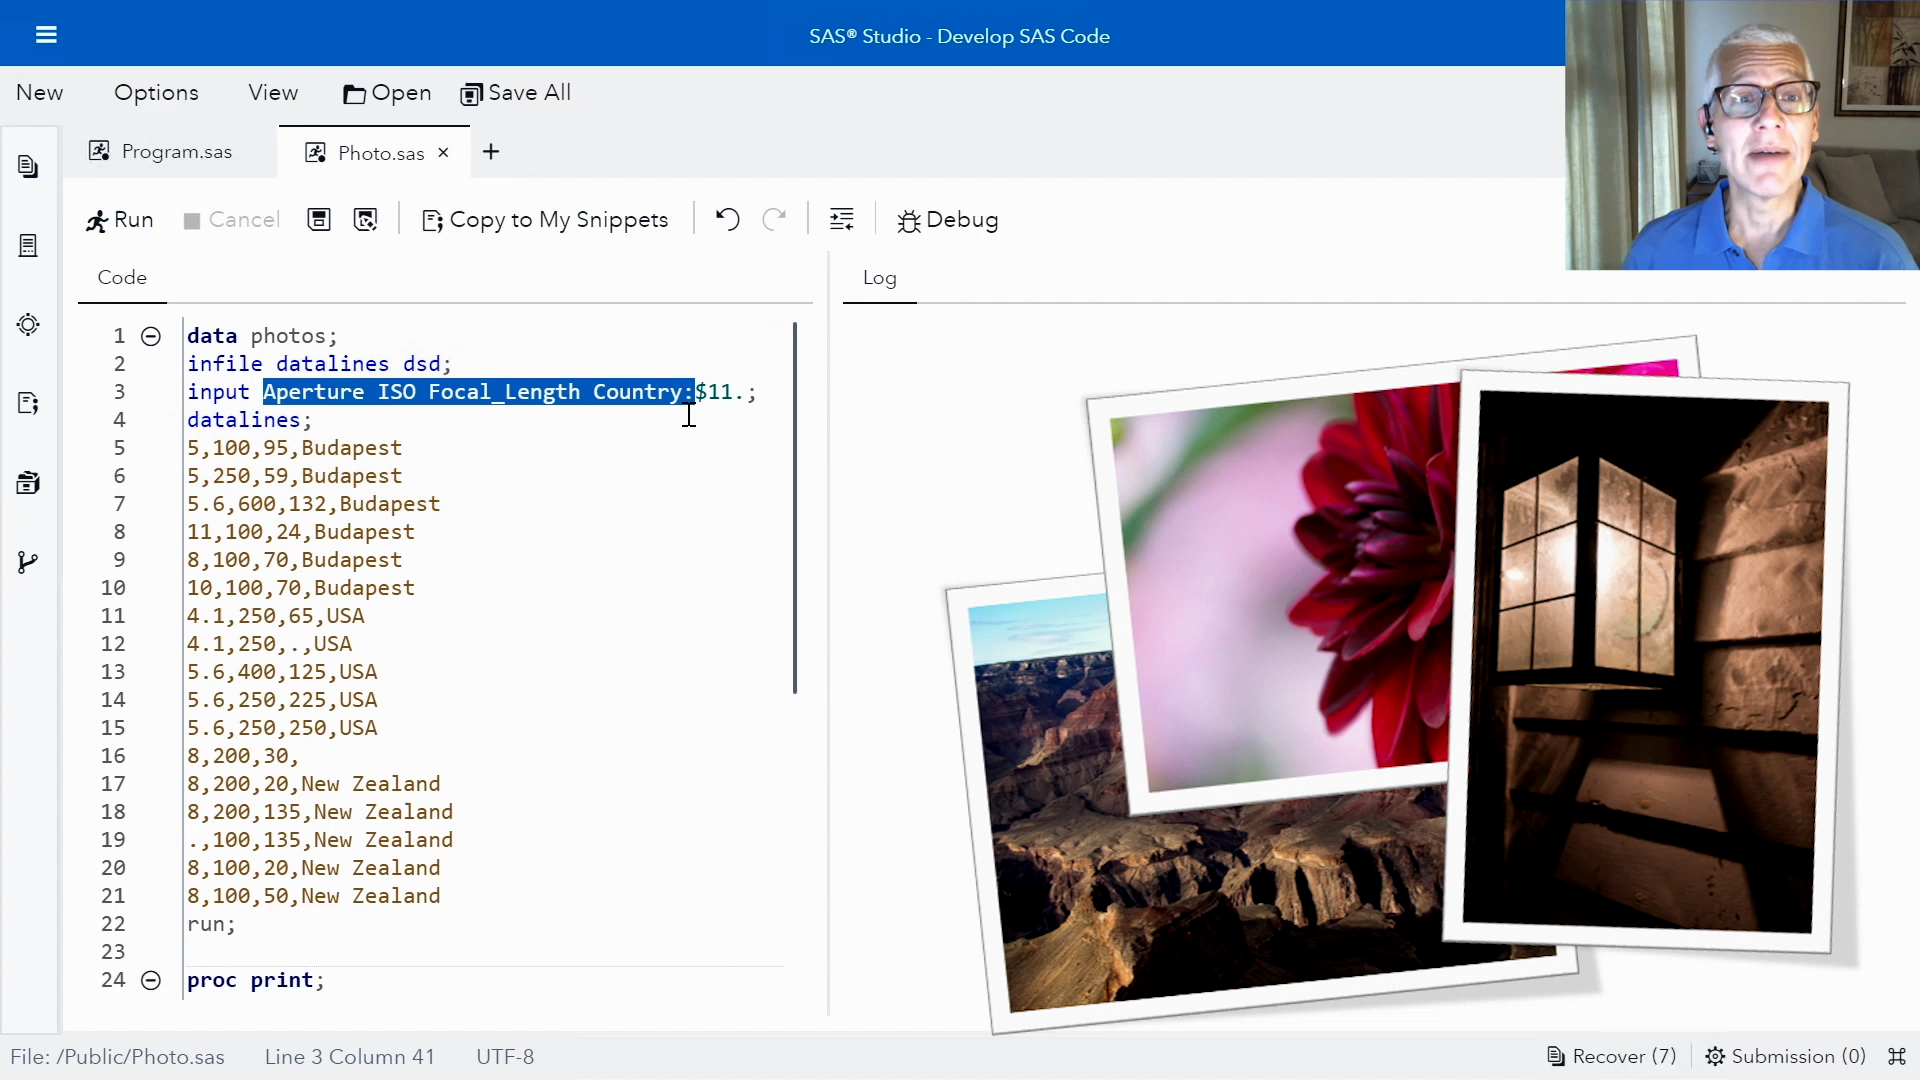 SAS® Studio - Develop SAS Code
New Options View Open Save All
Program.sas Photo.sas × +
Run Cancel Copy to My Snippets Debug
Code Log
1 data photos;
2 infile datalines dsd;
3 input Aperture ISO Focal_Length Country:$11.;
4 datalines;
5 5,100,95,Budapest
6 5,250,59,Budapest
7 5.6,600,132,Budapest
8 11,100,24,Budapest
9 8,100,70,Budapest
10 10,100,70,Budapest
11 4.1,250,65,USA
12 4.1,250,.,USA
13 5.6,400,125,USA
14 5.6,250,225,USA
15 5.6,250,250,USA
16 8,200,30,
17 8,200,20,New Zealand
18 8,200,135,New Zealand
19 .,100,135,New Zealand
20 8,100,20,New Zealand
21 8,100,50,New Zealand
22 run;
23
24 proc print;
File: /Public/Photo.sas Line 3 Column 41 UTF-8 Recover (7) Submission (0)